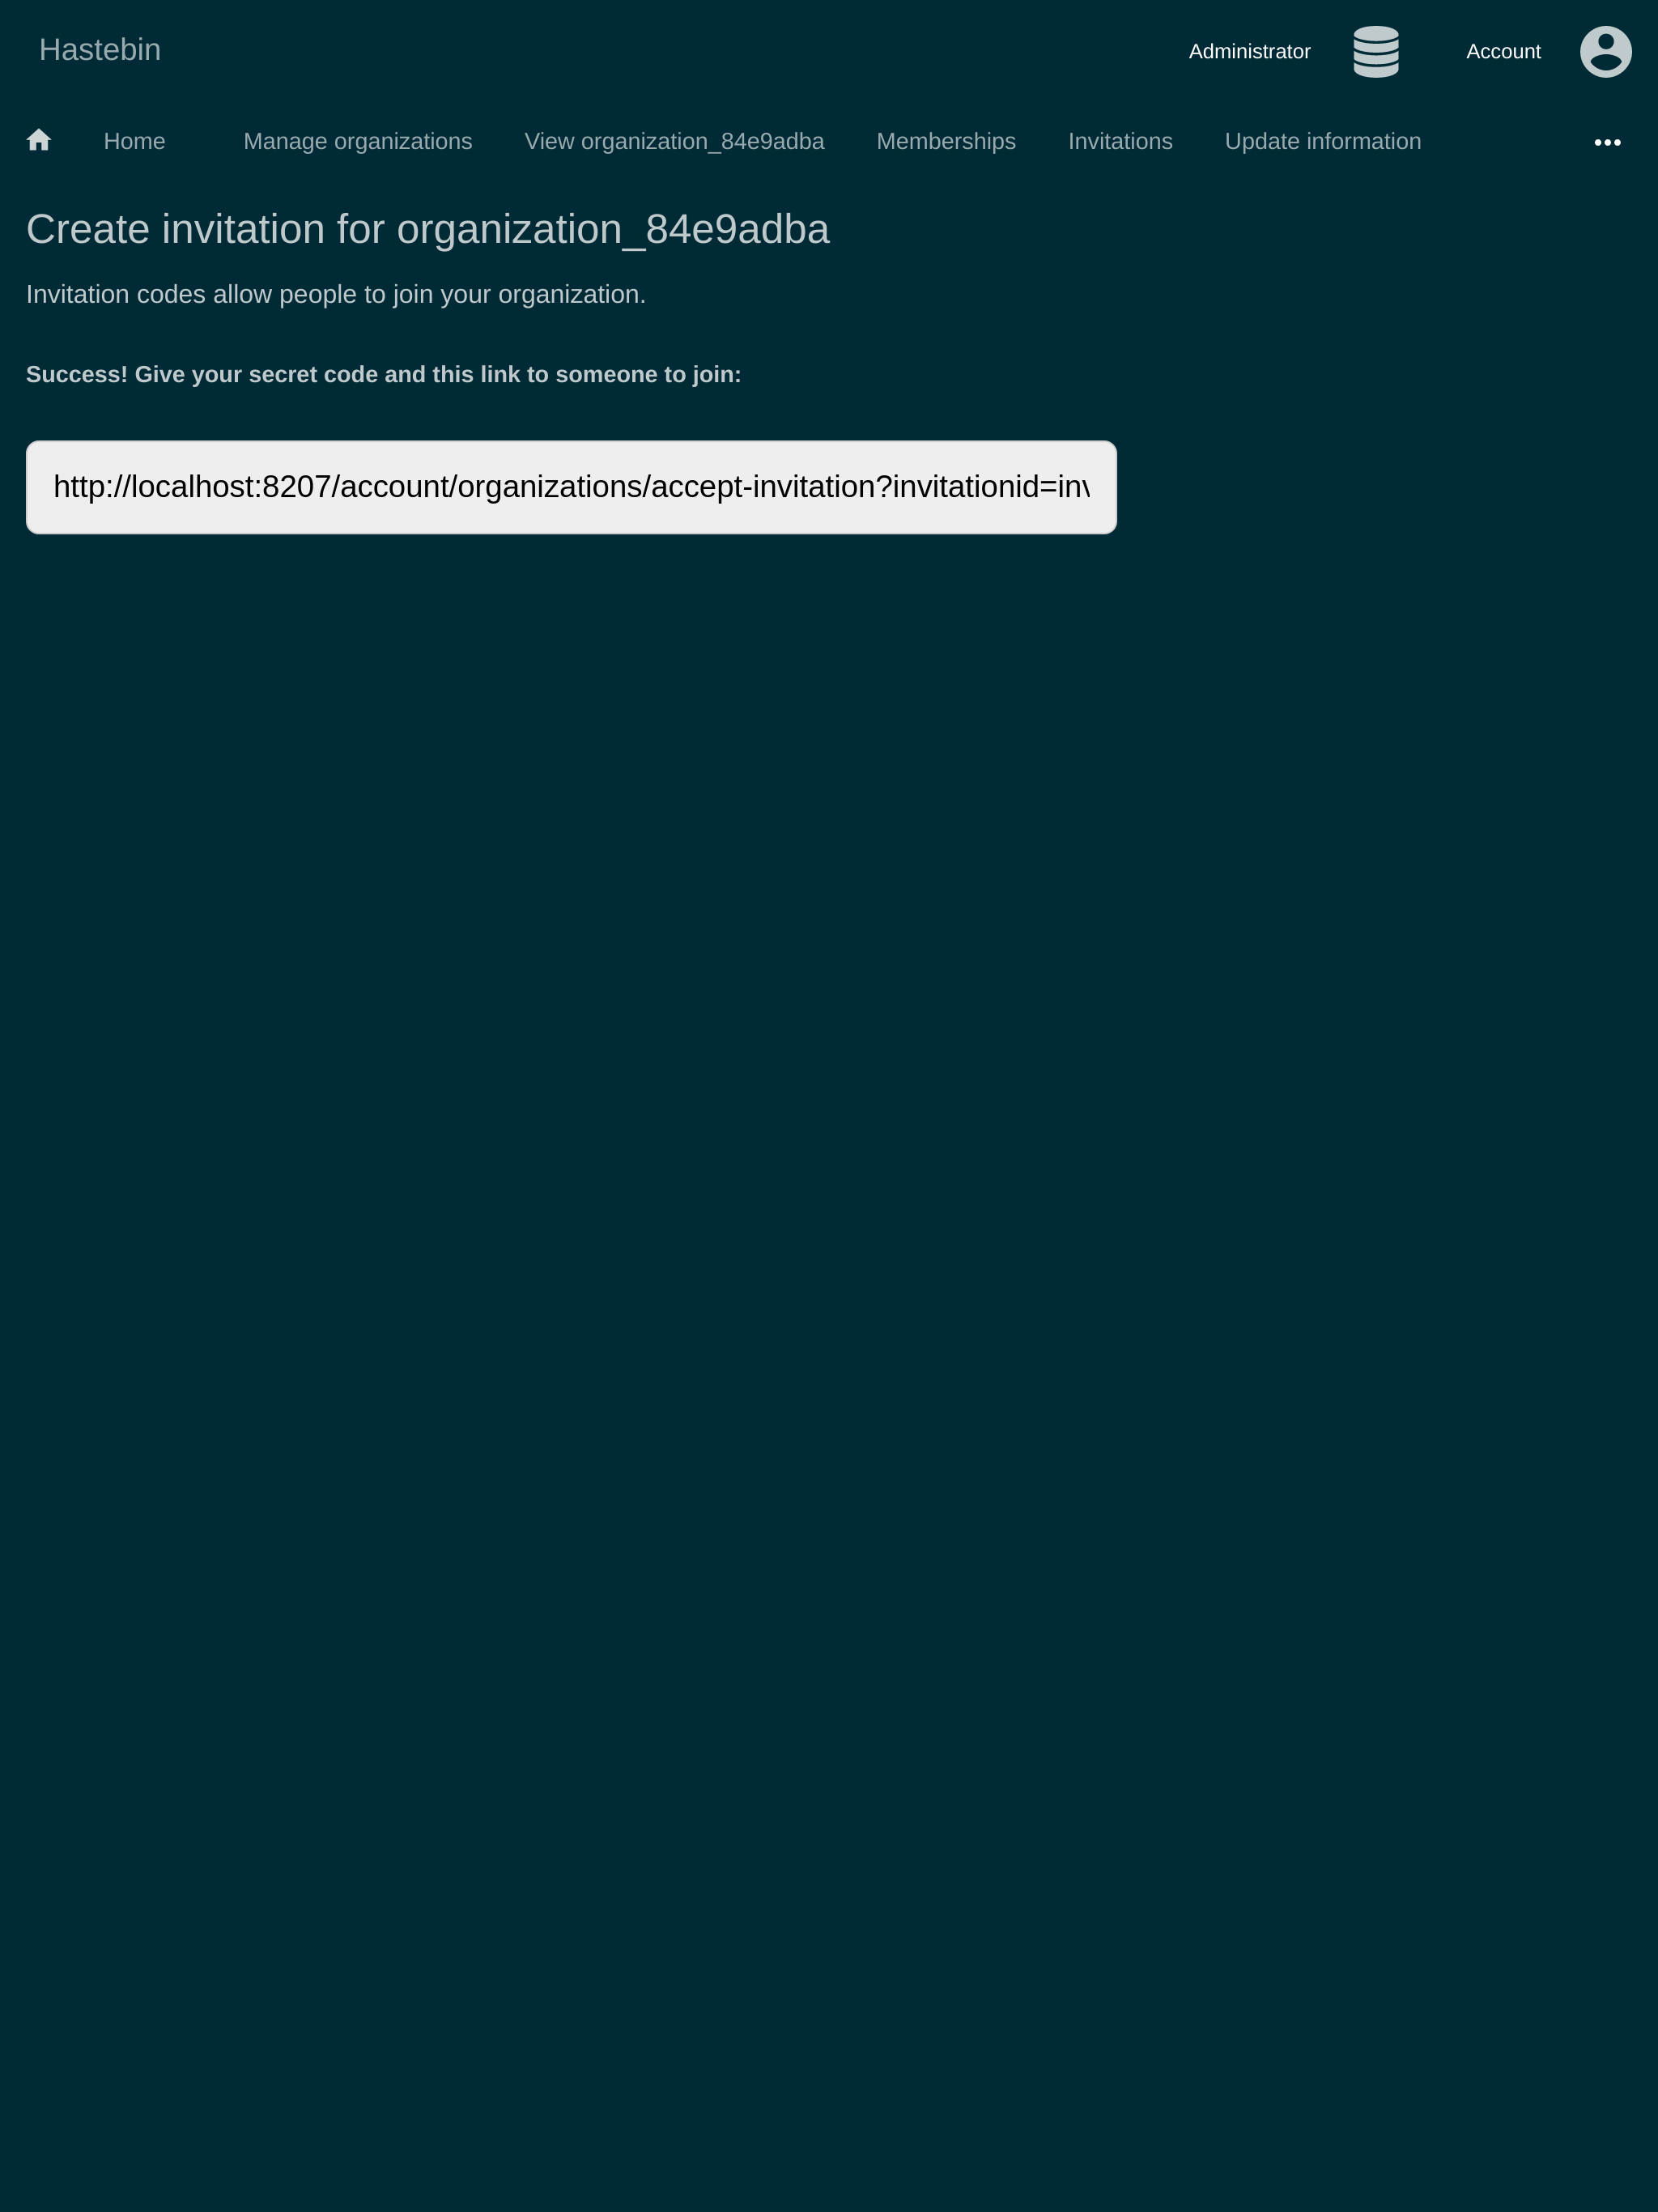 Hastebin
Administrator
Account
Home
Manage organizations
View organization_84e9adba
Memberships
Invitations
Update information
Create invitation for organization_84e9adba
Invitation codes allow people to join your organization.
Success! Give your secret code and this link to someone to join:
http://localhost:8207/account/organizations/accept-invitation?invitationid=inv